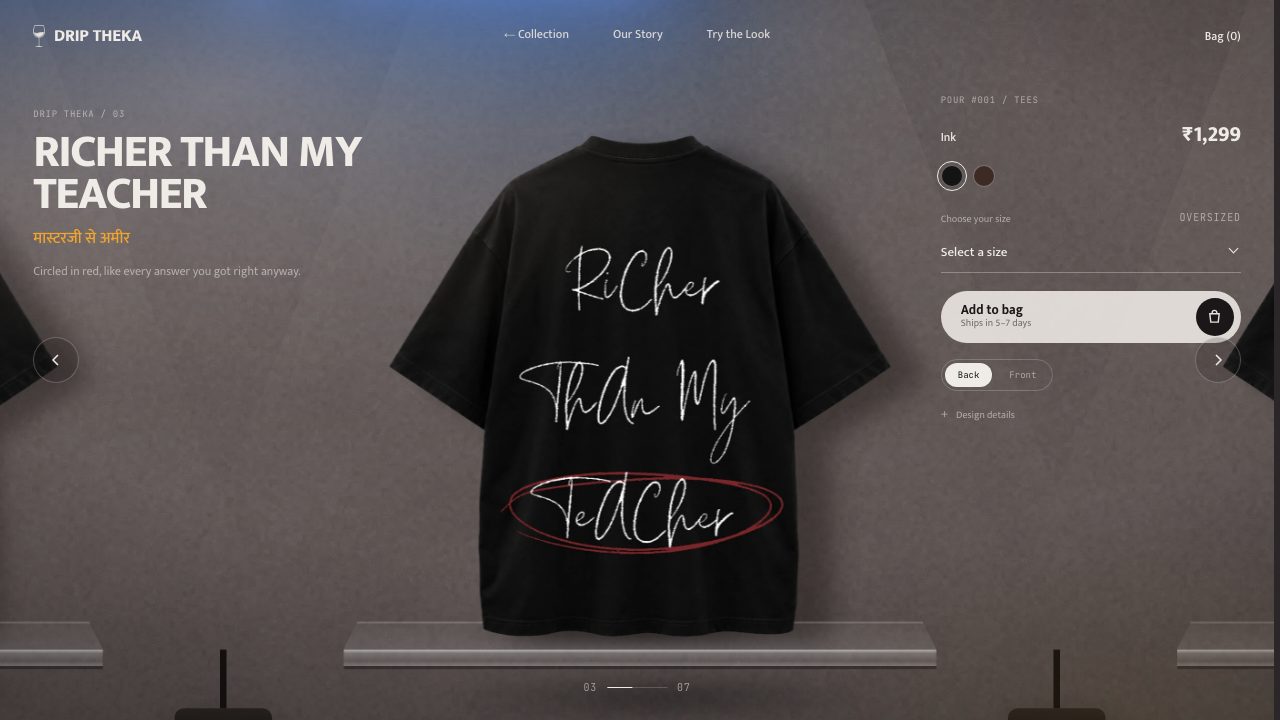 DRIP THEKA
← Collection
Our Story
Try the Look
Bag (0)
DRIP THEKA / 03
RICHER THAN MY
TEACHER
मास्टरजी से अमीर
Circled in red, like every answer you got right anyway.
RiCher
ThAn My
TeACher
POUR #001 / TEES
Ink
₹1,299
Choose your size
OVERSIZED
Select a size
Add to bag
Ships in 5–7 days
Back
Front
+ Design details
03
07